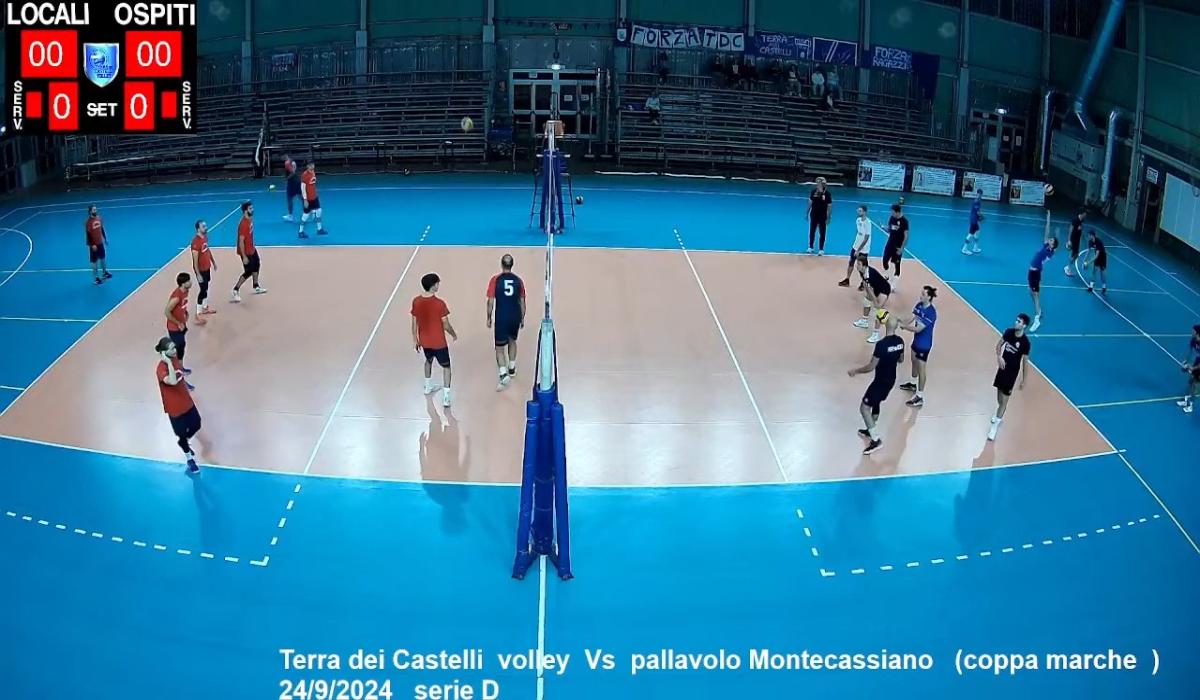 LOCALI OSPITI
00 00
SERV. 0 SET 0 SERV.
FORZA TDC
TERRA
CASTELLI
FORZA
RAGAZZI
5
Terra dei Castelli volley Vs pallavolo Montecassiano (coppa marche )
24/9/2024 serie D